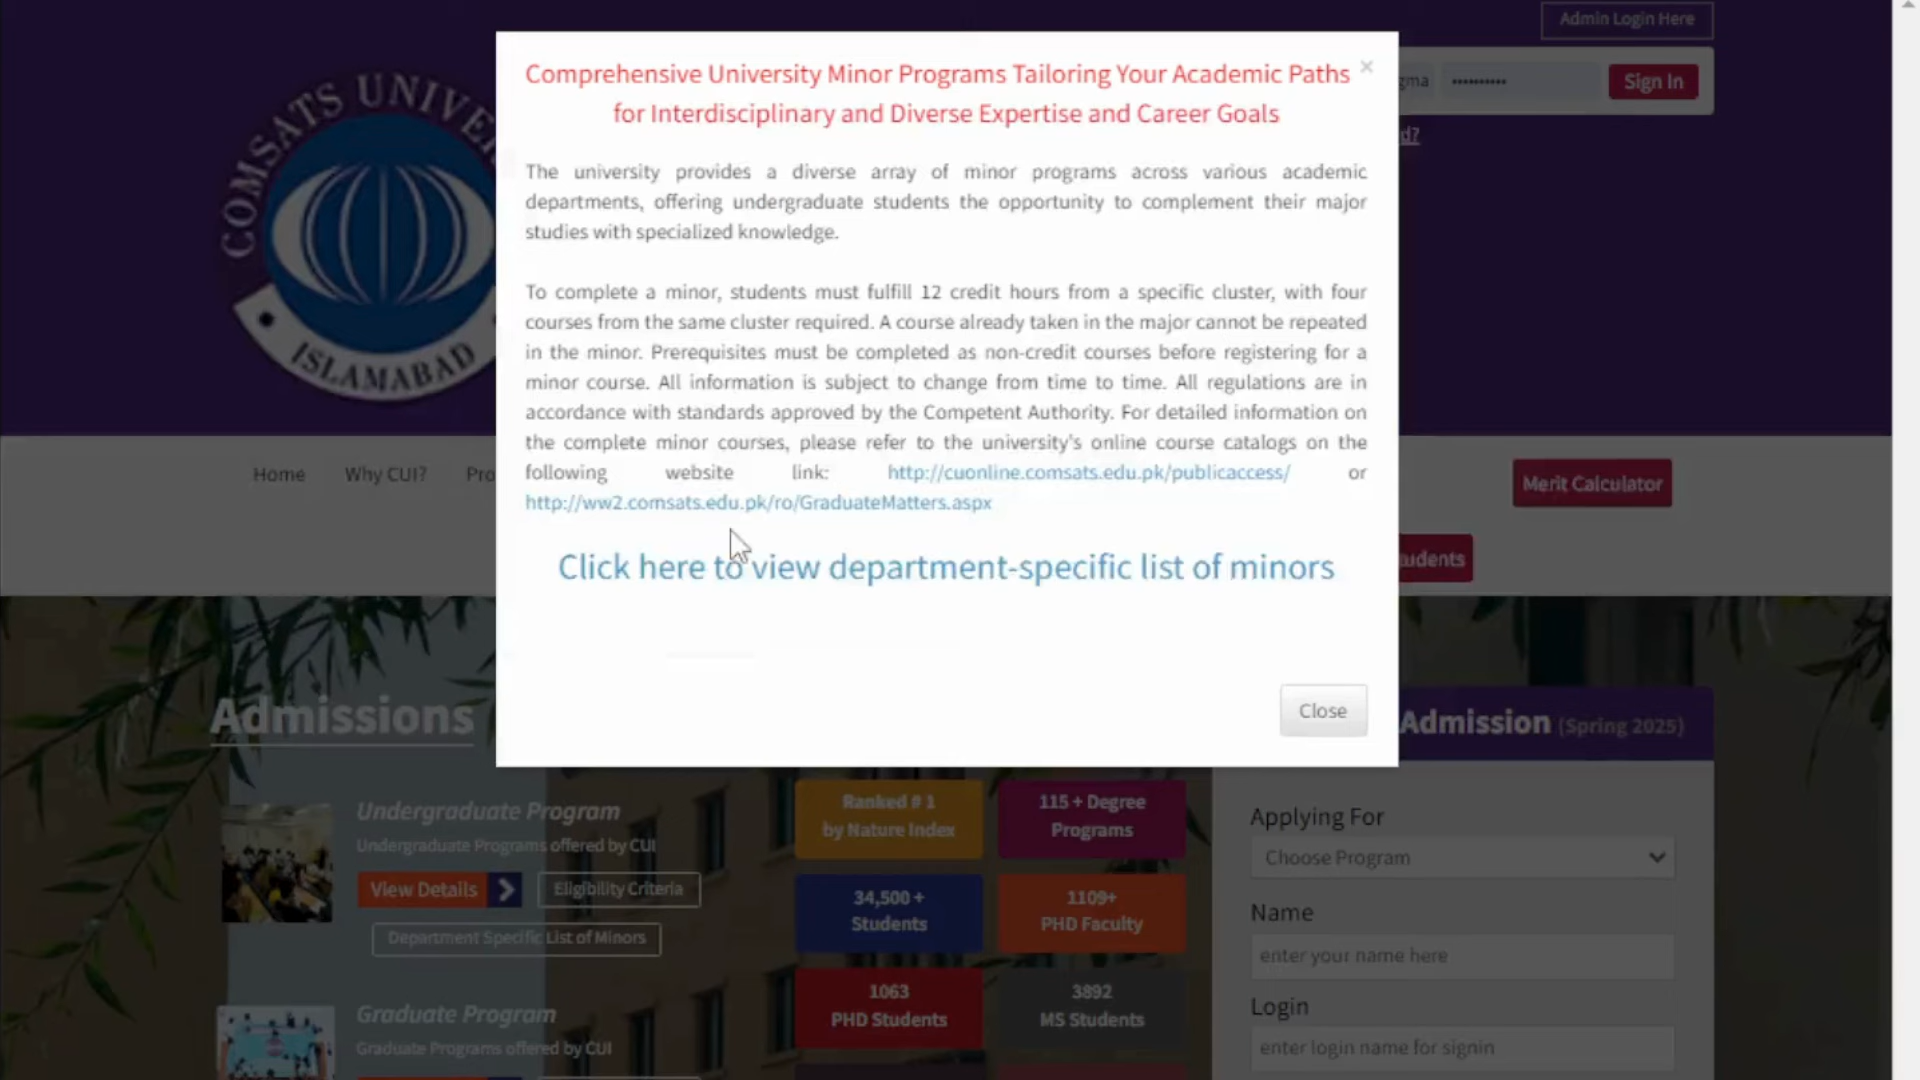 Admin Login Here
COMSATS UNIVE
ISLAMABAD
gma •••••••••• Sign In
d?
Comprehensive University Minor Programs Tailoring Your Academic Paths ×
for Interdisciplinary and Diverse Expertise and Career Goals
The university provides a diverse array of minor programs across various academic
departments, offering undergraduate students the opportunity to complement their major
studies with specialized knowledge.
To complete a minor, students must fulfill 12 credit hours from a specific cluster, with four
courses from the same cluster required. A course already taken in the major cannot be repeated
in the minor. Prerequisites must be completed as non-credit courses before registering for a
minor course. All information is subject to change from time to time. All regulations are in
accordance with standards approved by the Competent Authority. For detailed information on
the complete minor courses, please refer to the university's online course catalogs on the
following website link: http://cuonline.comsats.edu.pk/publicaccess/ or
http://ww2.comsats.edu.pk/ro/GraduateMatters.aspx
Click here to view department-specific list of minors
Close
Home Why CUI? Pro
Merit Calculator
udents
Admissions
Undergraduate Program
Undergraduate Programs offered by CUI
View Details
Eligibility Criteria
Department Specific List of Minors
Graduate Program
Graduate Programs offered by CUI
Ranked # 1
by Nature Index
115 + Degree
Programs
34,500 +
Students
1109+
PHD Faculty
1063
PHD Students
3892
MS Students
Admission (Spring 2025)
Applying For
Choose Program
Name
enter your name here
Login
enter login name for signin